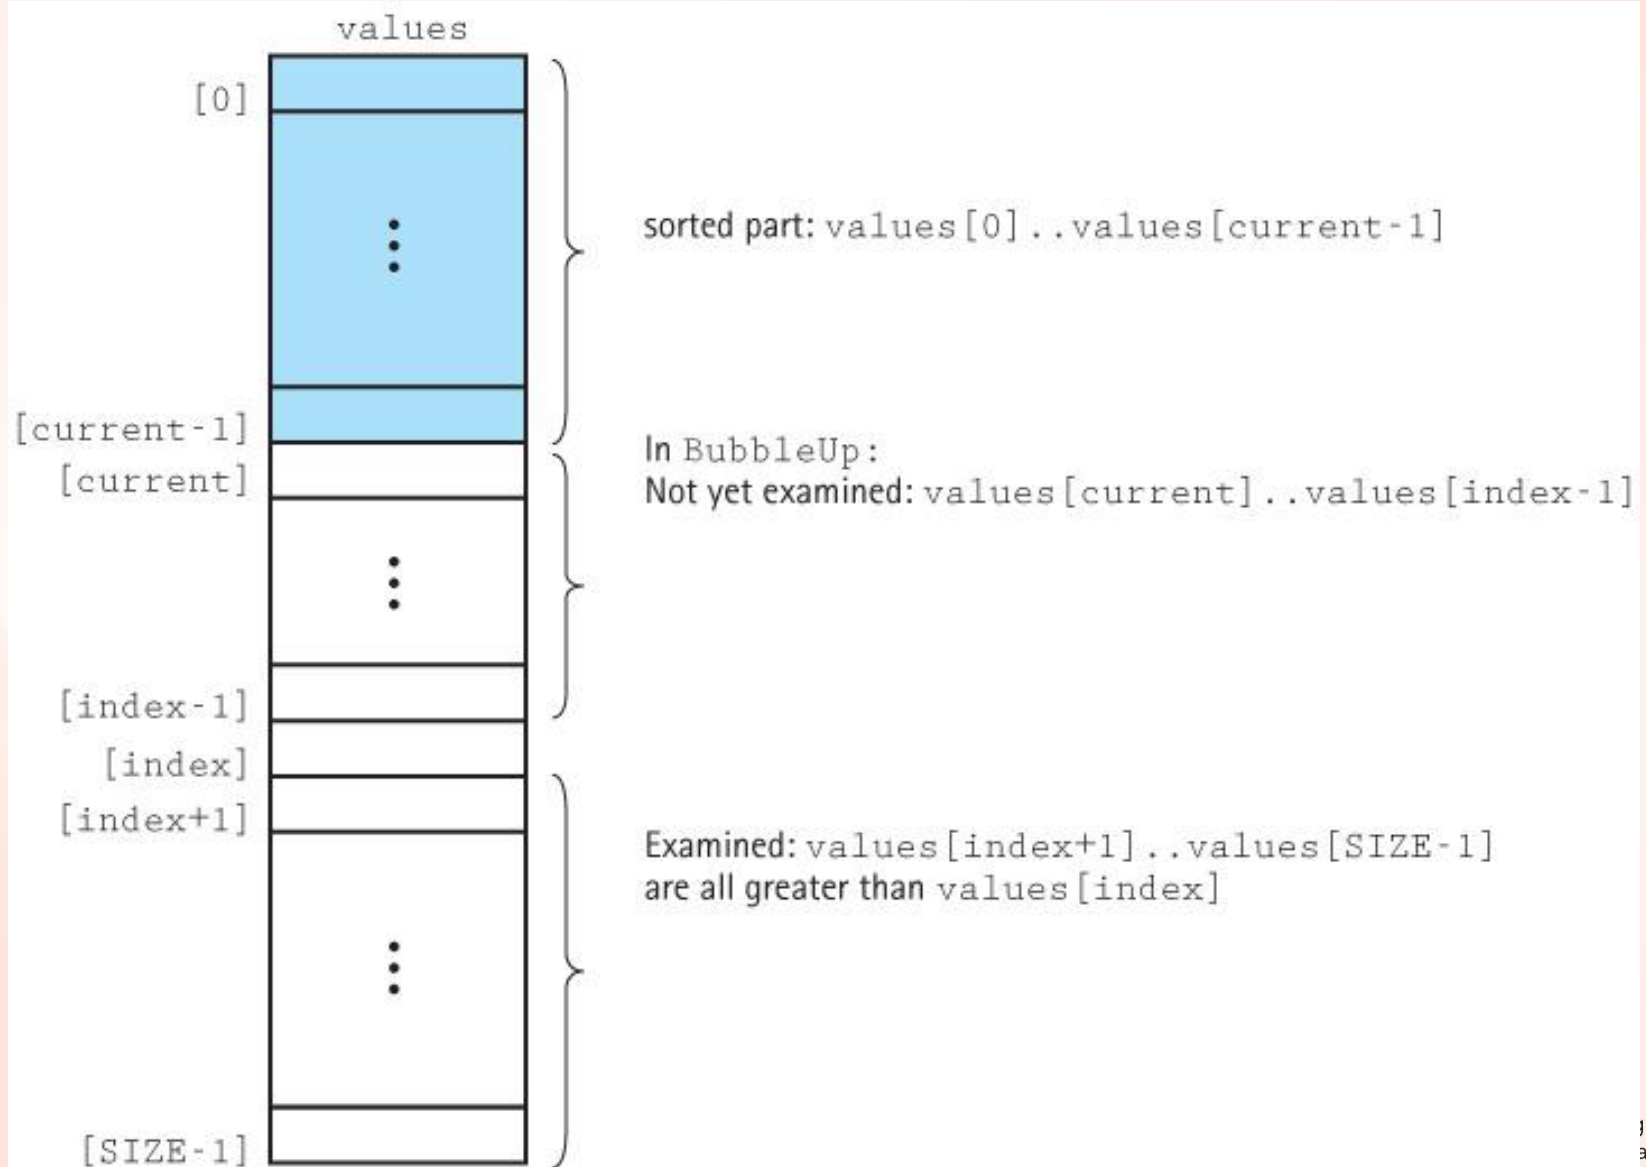 values
[0]
sorted part: values[0]..values[current-1]
[current-1]
In BubbleUp:
[current]
Not yet examined: values[current]..values[index-1]
[index-1]
[index]
[index+1]
Examined: values[index+1]..values[SIZE-1]
are all greater than values[index]
[SIZE-1]